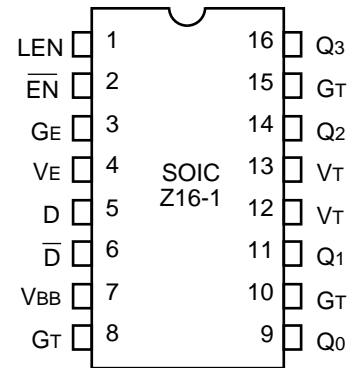 LEN 1 16 Q3
E̅N̅ 2 15 GT
GE 3 14 Q2
VE 4 13 VT
SOIC
Z16-1
D 5 12 VT
D̅ 6 11 Q1
VBB 7 10 GT
GT 8 9 Q0